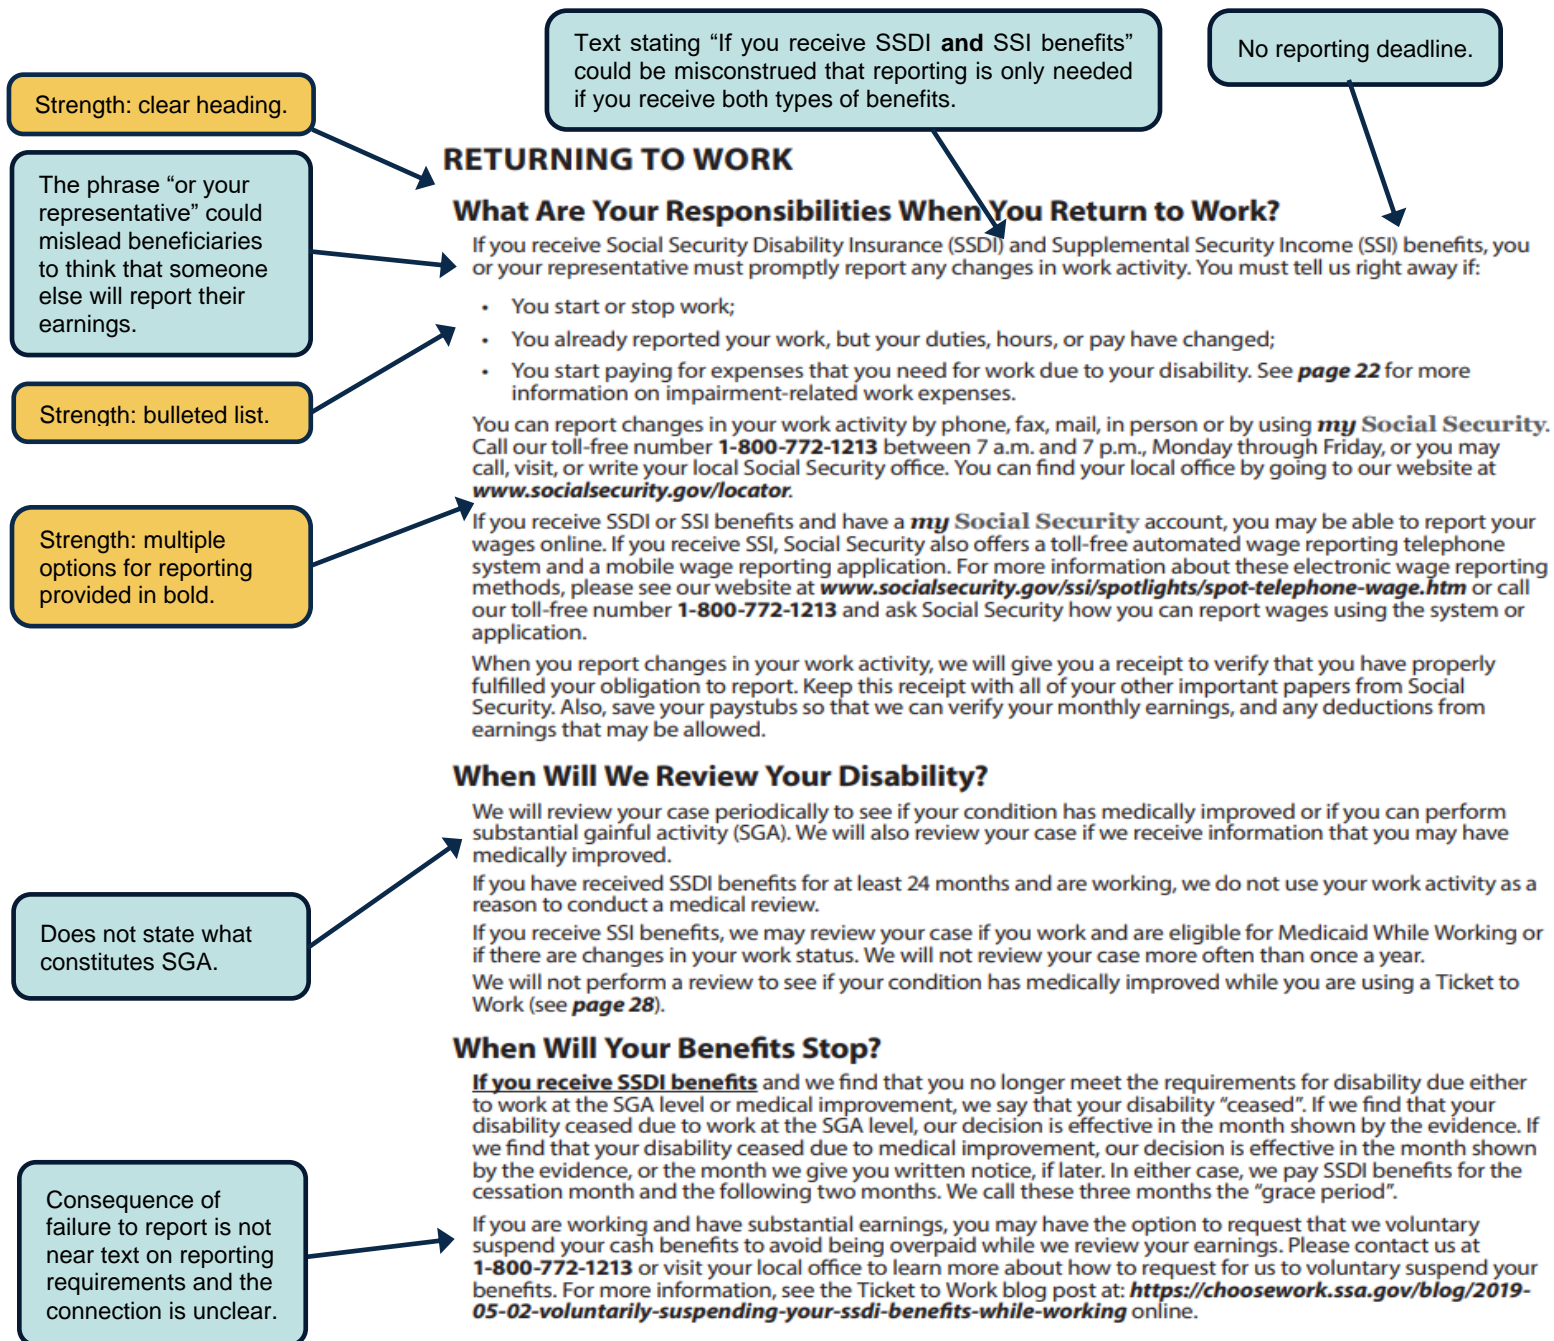 Text stating “If you receive SSDI and SSI benefits”
could be misconstrued that reporting is only needed
if you receive both types of benefits.
No reporting deadline.
Strength: clear heading.
The phrase “or your
representative” could
mislead beneficiaries
to think that someone
else will report their
earnings.
Strength: bulleted list.
Strength: multiple
options for reporting
provided in bold.
Does not state what
constitutes SGA.
Consequence of
failure to report is not
near text on reporting
requirements and the
connection is unclear.
RETURNING TO WORK
What Are Your Responsibilities When You Return to Work?
If you receive Social Security Disability Insurance (SSDI) and Supplemental Security Income (SSI) benefits, you
or your representative must promptly report any changes in work activity. You must tell us right away if:
• You start or stop work;
• You already reported your work, but your duties, hours, or pay have changed;
• You start paying for expenses that you need for work due to your disability. See page 22 for more
information on impairment-related work expenses.
You can report changes in your work activity by phone, fax, mail, in person or by using my Social Security.
Call our toll-free number 1-800-772-1213 between 7 a.m. and 7 p.m., Monday through Friday, or you may
call, visit, or write your local Social Security office. You can find your local office by going to our website at
www.socialsecurity.gov/locator.
If you receive SSDI or SSI benefits and have a my Social Security account, you may be able to report your
wages online. If you receive SSI, Social Security also offers a toll-free automated wage reporting telephone
system and a mobile wage reporting application. For more information about these electronic wage reporting
methods, please see our website at www.socialsecurity.gov/ssi/spotlights/spot-telephone-wage.htm or call
our toll-free number 1-800-772-1213 and ask Social Security how you can report wages using the system or
application.
When you report changes in your work activity, we will give you a receipt to verify that you have properly
fulfilled your obligation to report. Keep this receipt with all of your other important papers from Social
Security. Also, save your paystubs so that we can verify your monthly earnings, and any deductions from
earnings that may be allowed.
When Will We Review Your Disability?
We will review your case periodically to see if your condition has medically improved or if you can perform
substantial gainful activity (SGA). We will also review your case if we receive information that you may have
medically improved.
If you have received SSDI benefits for at least 24 months and are working, we do not use your work activity as a
reason to conduct a medical review.
If you receive SSI benefits, we may review your case if you work and are eligible for Medicaid While Working or
if there are changes in your work status. We will not review your case more often than once a year.
We will not perform a review to see if your condition has medically improved while you are using a Ticket to
Work (see page 28).
When Will Your Benefits Stop?
If you receive SSDI benefits and we find that you no longer meet the requirements for disability due either
to work at the SGA level or medical improvement, we say that your disability “ceased”. If we find that your
disability ceased due to work at the SGA level, our decision is effective in the month shown by the evidence. If
we find that your disability ceased due to medical improvement, our decision is effective in the month shown
by the evidence, or the month we give you written notice, if later. In either case, we pay SSDI benefits for the
cessation month and the following two months. We call these three months the “grace period”.
If you are working and have substantial earnings, you may have the option to request that we voluntary
suspend your cash benefits to avoid being overpaid while we review your earnings. Please contact us at
1-800-772-1213 or visit your local office to learn more about how to request for us to voluntary suspend your
benefits. For more information, see the Ticket to Work blog post at: https://choosework.ssa.gov/blog/2019-
05-02-voluntarily-suspending-your-ssdi-benefits-while-working online.